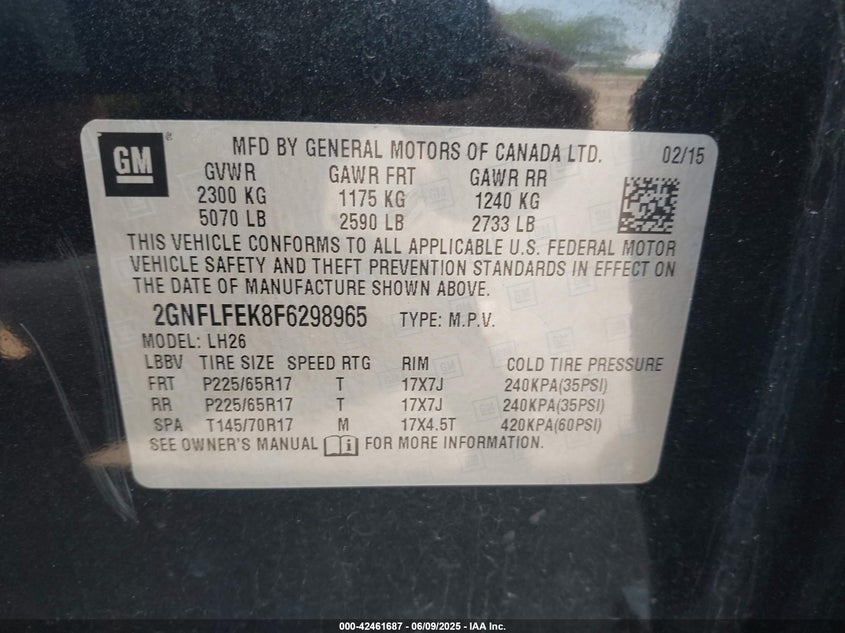 GM
MFD BY GENERAL MOTORS OF CANADA LTD. 02/15
GVWR GAWR FRT GAWR RR
2300 KG 1175 KG 1240 KG
5070 LB 2590 LB 2733 LB
THIS VEHICLE CONFORMS TO ALL APPLICABLE U.S. FEDERAL MOTOR
VEHICLE SAFETY AND THEFT PREVENTION STANDARDS IN EFFECT ON
THE DATE OF MANUFACTURE SHOWN ABOVE.
2GNFLFEK8F6298965 TYPE: M.P.V.
MODEL: LH26
LBBV TIRE SIZE SPEED RTG RIM COLD TIRE PRESSURE
FRT P225/65R17 T 17X7J 240KPA(35PSI)
RR P225/65R17 T 17X7J 240KPA(35PSI)
SPA T145/70R17 M 17X4.5T 420KPA(60PSI)
SEE OWNER'S MANUAL i FOR MORE INFORMATION.
000-42461687 - 06/09/2025 - IAA Inc.